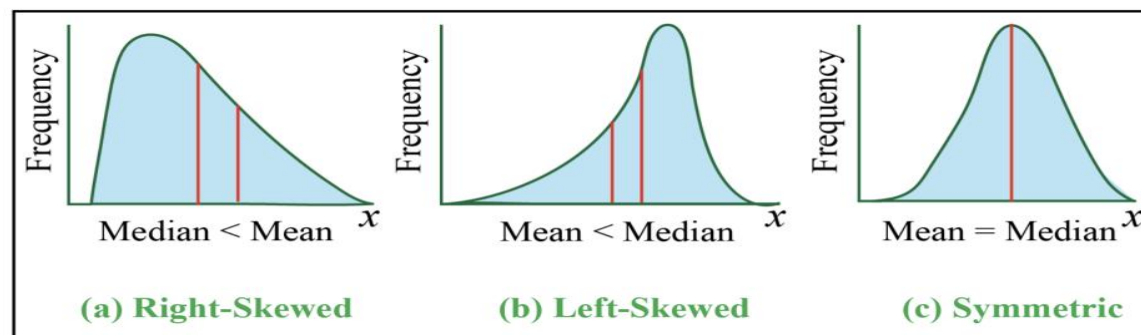 Frequency
x
Median < Mean
(a) Right-Skewed
Frequency
x
Mean < Median
(b) Left-Skewed
Frequency
x
Mean = Median
(c) Symmetric